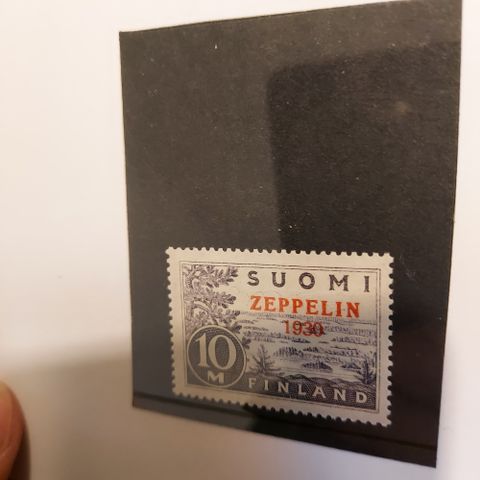 SUOMI
ZEPPELIN
1930
10
M
FINLAND